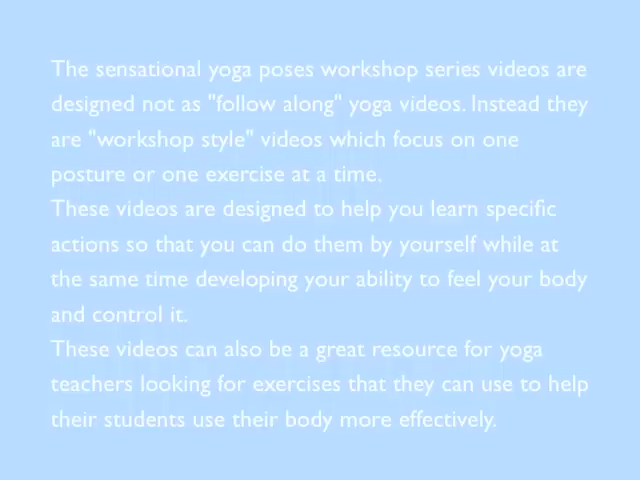 The sensational yoga poses workshop series videos are
designed not as "follow along" yoga videos. Instead they
are "workshop style" videos which focus on one
posture or one exercise at a time.
These videos are designed to help you learn specific
actions so that you can do them by yourself while at
the same time developing your ability to feel your body
and control it.
These videos can also be a great resource for yoga
teachers looking for exercises that they can use to help
their students use their body more effectively.